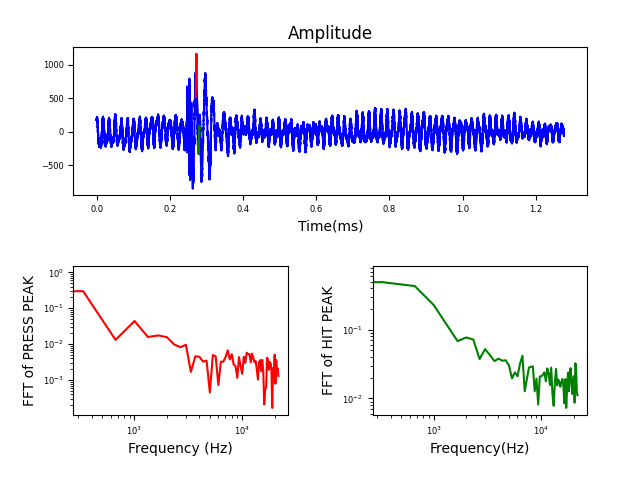 Amplitude
1000
500
0
−500
0.0 0.2 0.4 0.6 0.8 1.0 1.2
Time(ms)
FFT of PRESS PEAK
10⁰
10⁻¹
10⁻²
10⁻³
10³ 10⁴
Frequency (Hz)
FFT of HIT PEAK
10⁻¹
10⁻²
10³ 10⁴
Frequency(Hz)